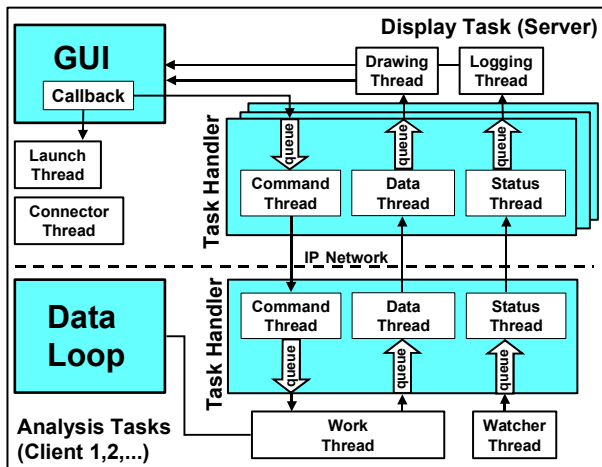 Display Task (Server)
GUI
Callback
Drawing
Thread
Logging
Thread
Launch
Thread
Connector
Thread
Task Handler
queue
queue
queue
Command
Thread
Data
Thread
Status
Thread
IP Network
Data
Loop
Task Handler
Command
Thread
Data
Thread
Status
Thread
queue
queue
queue
Analysis Tasks
(Client 1,2,...)
Work
Thread
Watcher
Thread